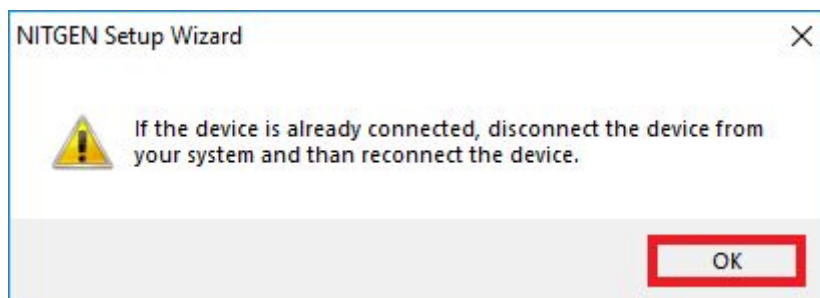 NITGEN Setup Wizard
If the device is already connected, disconnect the device from
your system and than reconnect the device.
OK